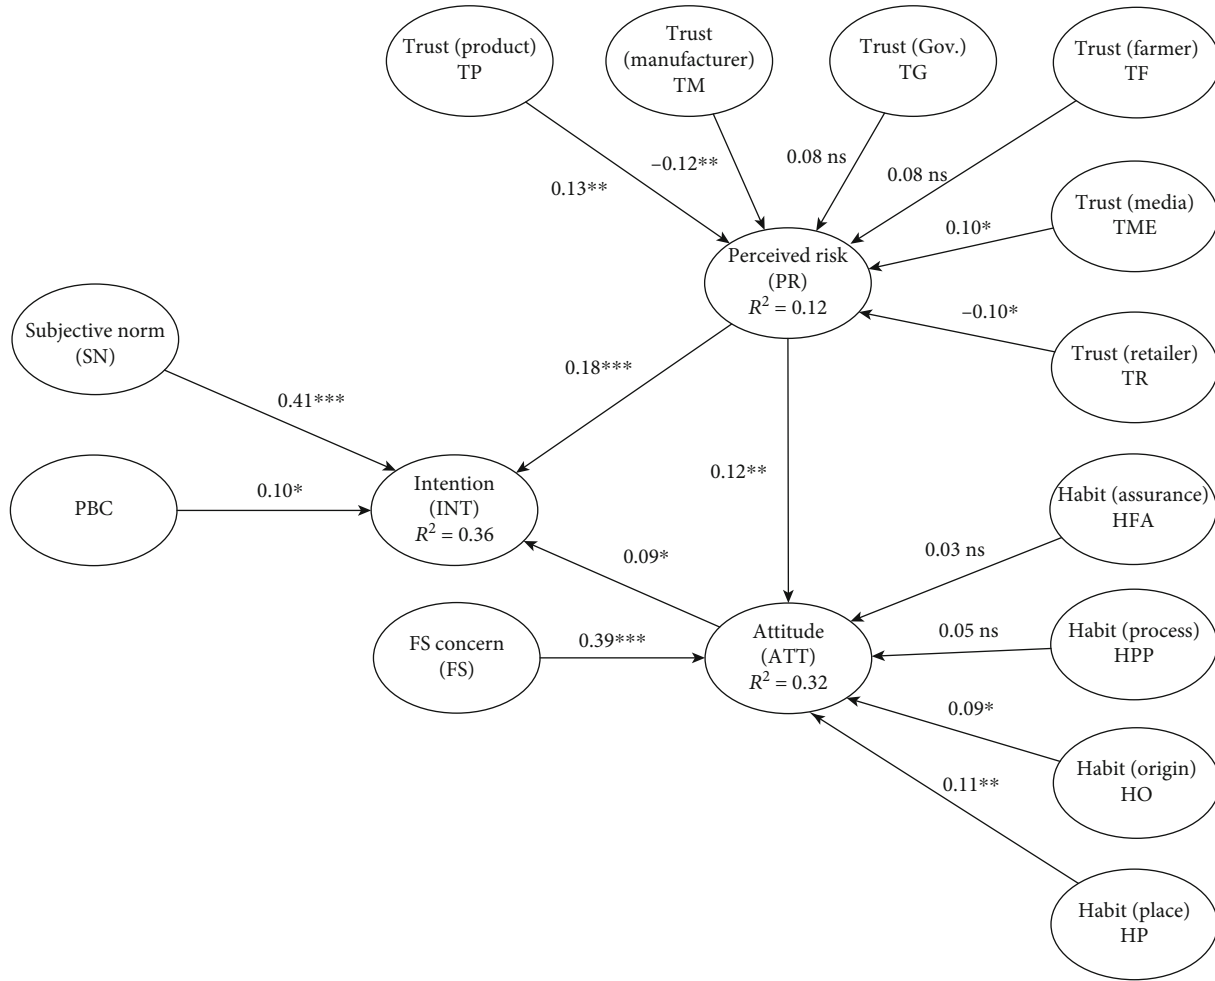 Trust (product)
TP
Trust
(manufacturer)
TM
Trust (Gov.)
TG
Trust (farmer)
TF
–0.12**
0.08 ns
0.08 ns
0.13**
Trust (media)
TME
0.10*
Perceived risk
(PR)
R² = 0.12
–0.10*
Trust (retailer)
TR
Subjective norm
(SN)
0.18***
0.41***
0.12**
PBC
0.10*
Intention
(INT)
R² = 0.36
Habit (assurance)
HFA
0.09*
0.03 ns
FS concern
(FS)
0.39***
Attitude
(ATT)
R² = 0.32
0.05 ns
Habit (process)
HPP
0.09*
Habit (origin)
HO
0.11**
Habit (place)
HP